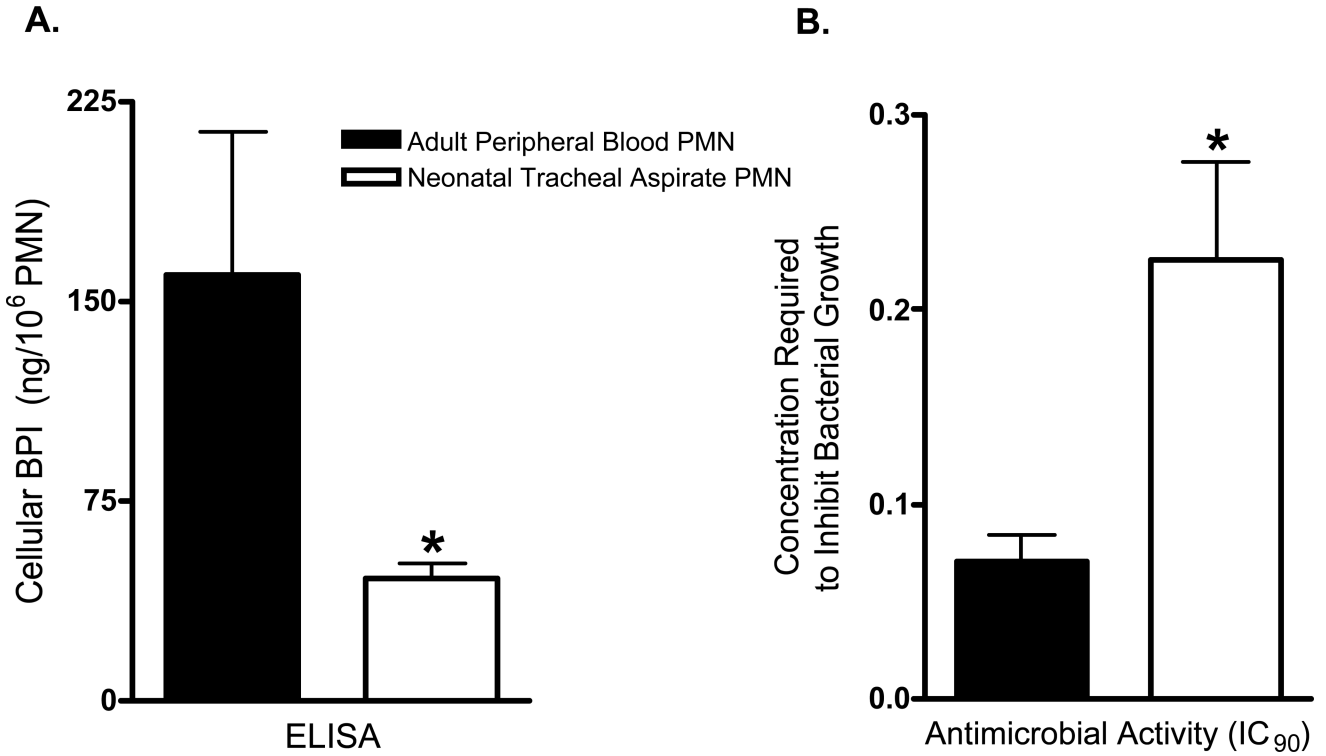 A.
225
150
75
0
Cellular BPI (ng/10⁶ PMN)
Adult Peripheral Blood PMN
Neonatal Tracheal Aspirate PMN
*
ELISA
B.
0.3
0.2
0.1
0.0
Concentration Required
to Inhibit Bacterial Growth
*
Antimicrobial Activity (IC₉₀)